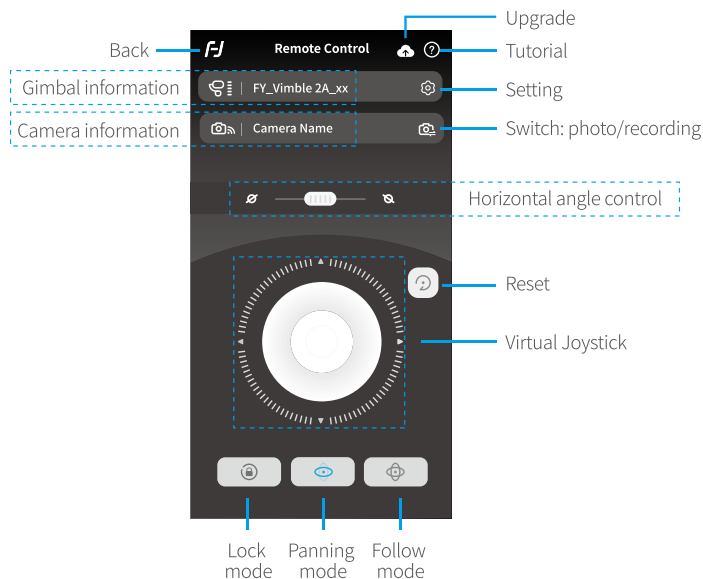 Upgrade
Back
Remote Control
Tutorial
Gimbal information
FY_Vimble 2A_xx
Setting
Camera information
Camera Name
Switch: photo/recording
Horizontal angle control
Reset
Virtual Joystick
Lock
mode
Panning
mode
Follow
mode